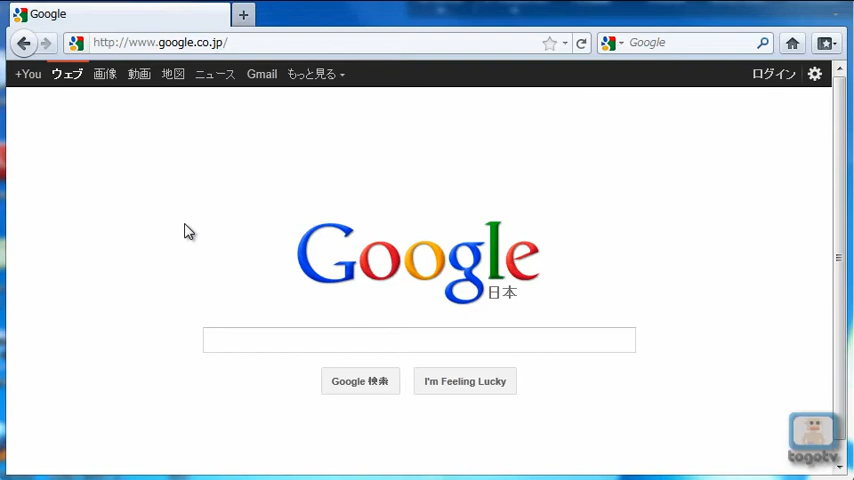 Google
http://www.google.co.jp/
Google
+You ウェブ 画像 動画 地図 ニュース Gmail もっと見る
ログイン
Google
日本
Google 検索
I'm Feeling Lucky
togotv